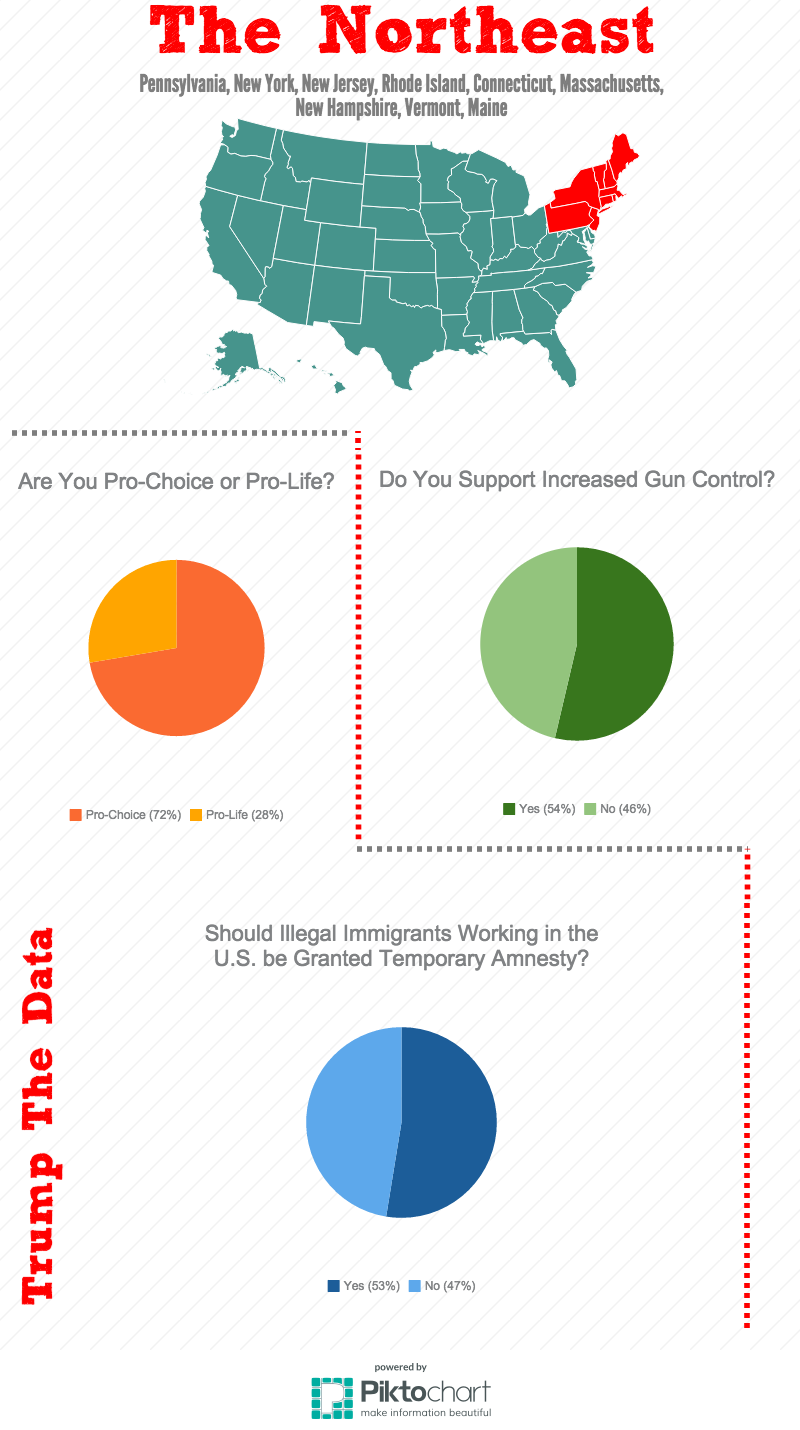 The Northeast
Pennsylvania, New York, New Jersey, Rhode Island, Connecticut, Massachusetts,
New Hampshire, Vermont, Maine
Are You Pro-Choice or Pro-Life?
Pro-Choice (72%) Pro-Life (28%)
Do You Support Increased Gun Control?
Yes (54%) No (46%)
Should Illegal Immigrants Working in the
U.S. be Granted Temporary Amnesty?
Yes (53%) No (47%)
Trump The Data
powered by
Piktochart
make information beautiful